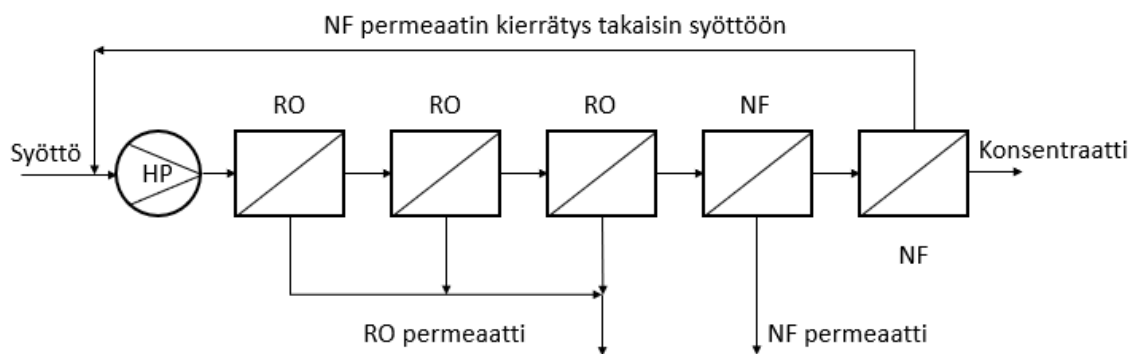 NF permeaatin kierrätys takaisin syöttöön
RO
RO
RO
NF
Syöttö
HP
Konsentraatti
NF
RO permeaatti
NF permeaatti